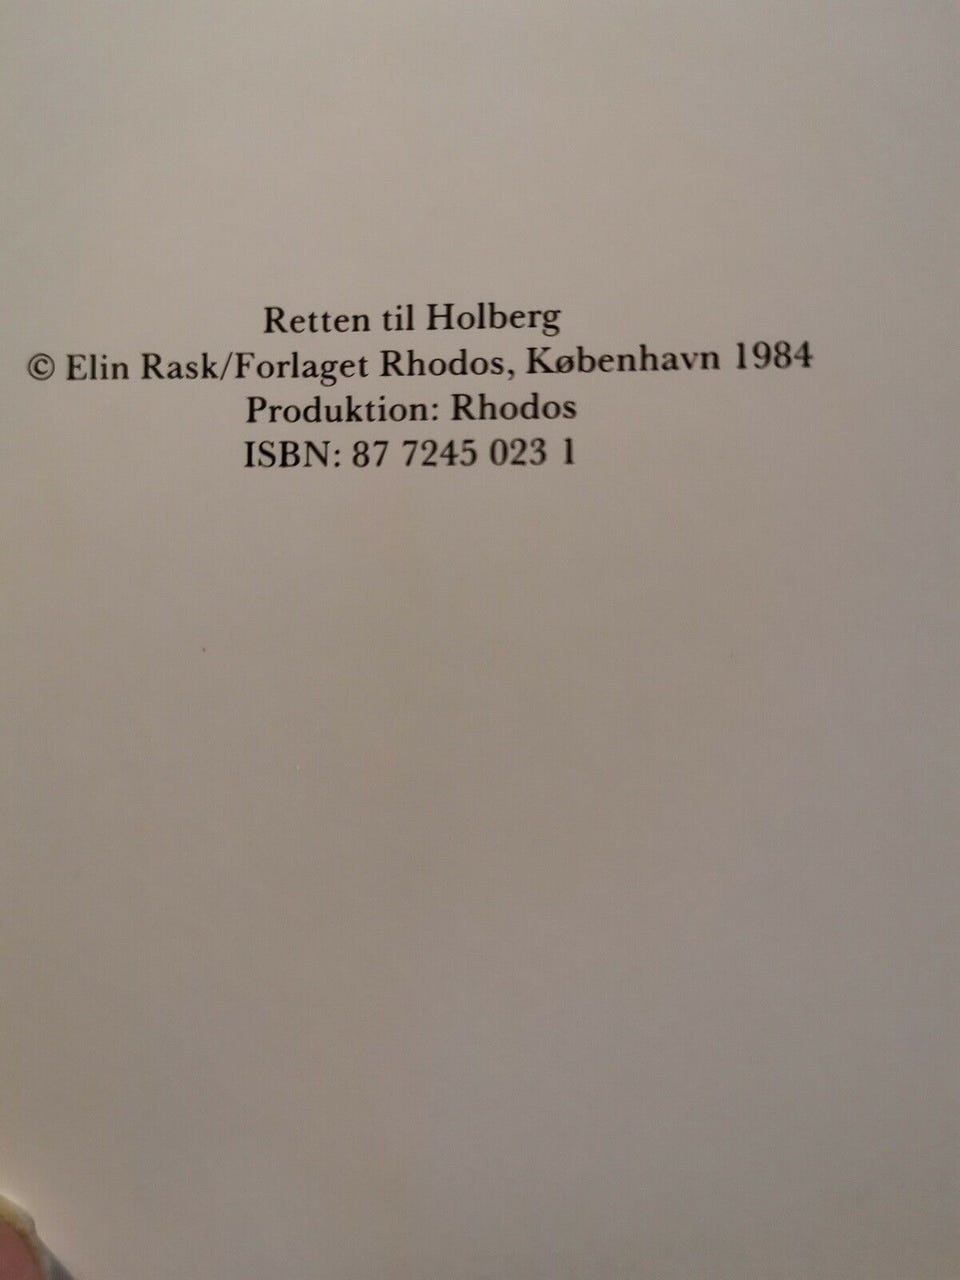 Retten til Holberg
© Elin Rask/Forlaget Rhodos, København 1984
Produktion: Rhodos
ISBN: 87 7245 023 1